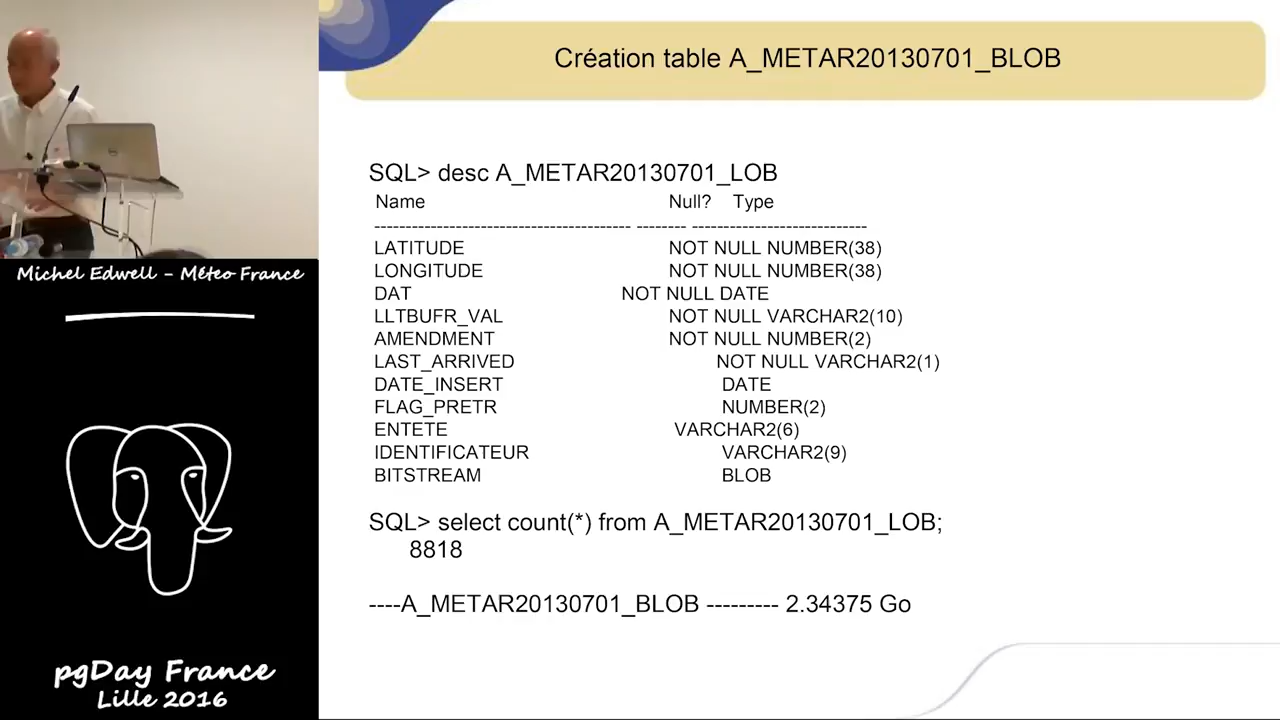 Création table A_METAR20130701_BLOB
SQL> desc A_METAR20130701_LOB
Name Null? Type
----------------------------------------- -------- ----------------------------
LATITUDE NOT NULL NUMBER(38)
LONGITUDE NOT NULL NUMBER(38)
DAT NOT NULL DATE
LLTBUFR_VAL NOT NULL VARCHAR2(10)
AMENDMENT NOT NULL NUMBER(2)
LAST_ARRIVED NOT NULL VARCHAR2(1)
DATE_INSERT DATE
FLAG_PRETR NUMBER(2)
ENTETE VARCHAR2(6)
IDENTIFICATEUR VARCHAR2(9)
BITSTREAM BLOB
SQL> select count(*) from A_METAR20130701_LOB;
8818
----A_METAR20130701_BLOB --------- 2.34375 Go
Michel Edwell - Méteo France
pgDay France
Lille 2016